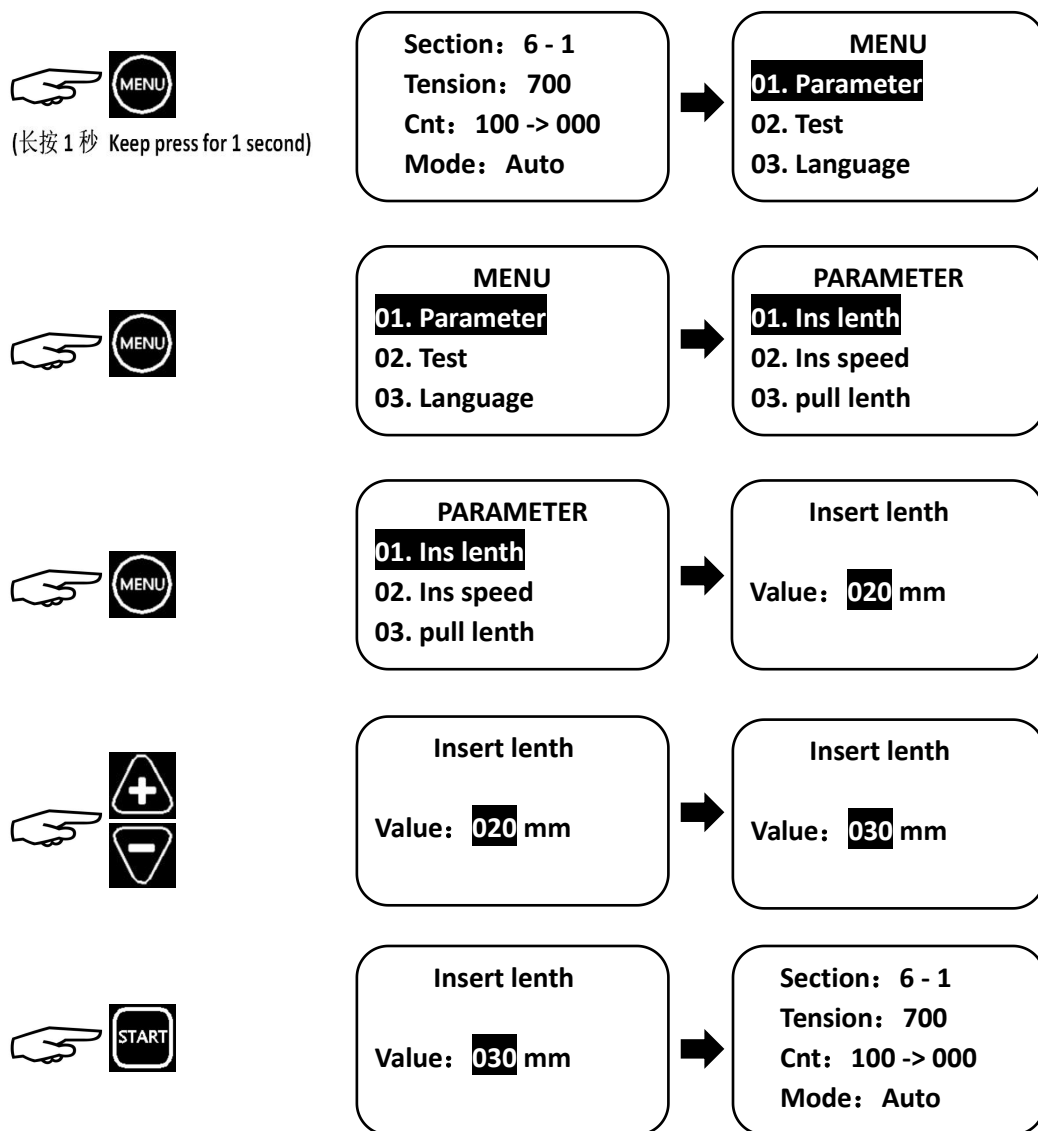 MENU
(长按 1 秒 Keep press for 1 second)
Section：6 - 1
Tension：700
Cnt：100 -> 000
Mode：Auto
MENU
01. Parameter
02. Test
03. Language
MENU
MENU
01. Parameter
02. Test
03. Language
PARAMETER
01. Ins lenth
02. Ins speed
03. pull lenth
MENU
PARAMETER
01. Ins lenth
02. Ins speed
03. pull lenth
Insert lenth
Value：020 mm
+
-
Insert lenth
Value：020 mm
Insert lenth
Value：030 mm
START
Insert lenth
Value：030 mm
Section：6 - 1
Tension：700
Cnt：100 -> 000
Mode：Auto